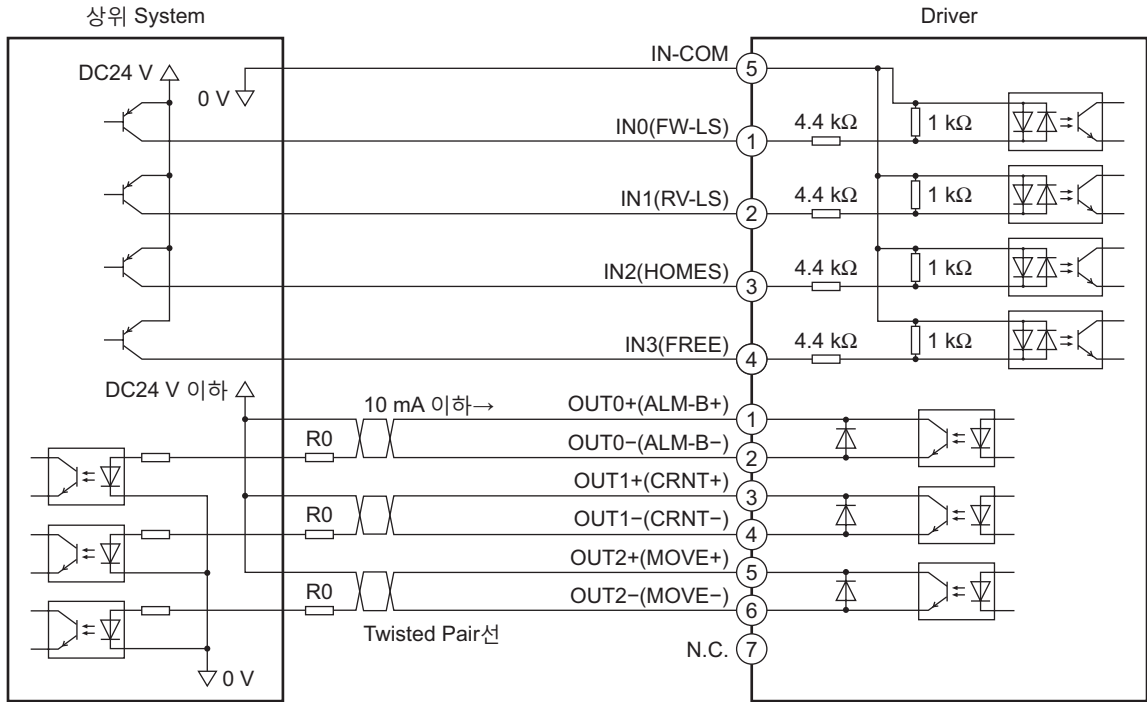 상위 System
Driver
DC24 V
0 V
IN-COM
5
IN0(FW-LS)
1
4.4 kΩ
1 kΩ
IN1(RV-LS)
2
4.4 kΩ
1 kΩ
IN2(HOMES)
3
4.4 kΩ
1 kΩ
IN3(FREE)
4
4.4 kΩ
1 kΩ
DC24 V 이하
10 mA 이하→
OUT0+(ALM-B+)
1
R0
OUT0−(ALM-B−)
2
OUT1+(CRNT+)
3
R0
OUT1−(CRNT−)
4
OUT2+(MOVE+)
5
R0
OUT2−(MOVE−)
6
Twisted Pair선
N.C.
7
0 V